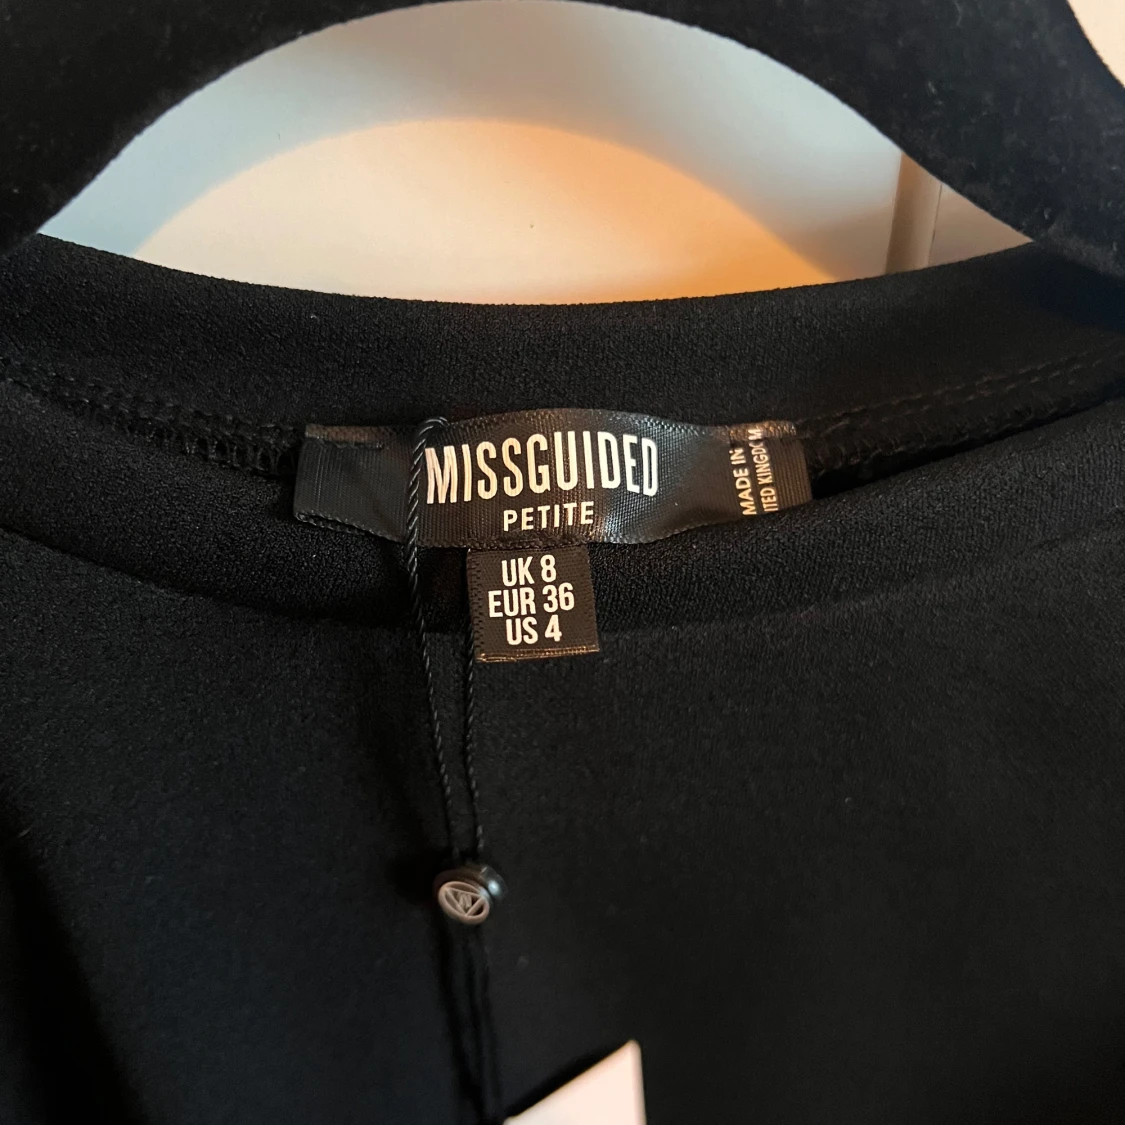 MISSGUIDED
PETITE
MADE IN
UK 8
EUR 36
US 4